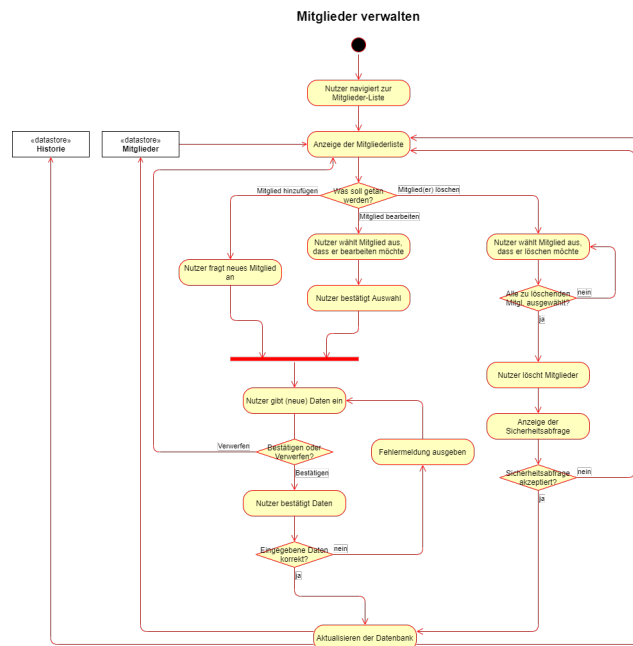 Mitglieder verwalten
Nutzer navigiert zur
Mitglieder-Liste
«datastore»
Historie
«datastore»
Mitglieder
Anzeige der Mitgliederliste
Mitglied hinzufügen
Was soll getan
werden?
Mitglied(er) löschen
Mitglied bearbeiten
Nutzer wählt Mitglied aus,
dass er bearbeiten möchte
Nutzer wählt Mitglied aus,
dass er löschen möchte
Nutzer fragt neues Mitglied
an
Nutzer bestätigt Auswahl
Alle zu löschenden
Mitgl. ausgewählt?
nein
ja
Nutzer löscht Mitglieder
Nutzer gibt (neue) Daten ein
Anzeige der
Sicherheitsabfrage
Verwerfen
Bestätigen oder
Verwerfen?
Fehlermeldung ausgeben
Bestätigen
Sicherheitsabfrage
akzeptiert?
nein
ja
Nutzer bestätigt Daten
Eingegebene Daten
korrekt?
nein
ja
Aktualisieren der Datenbank